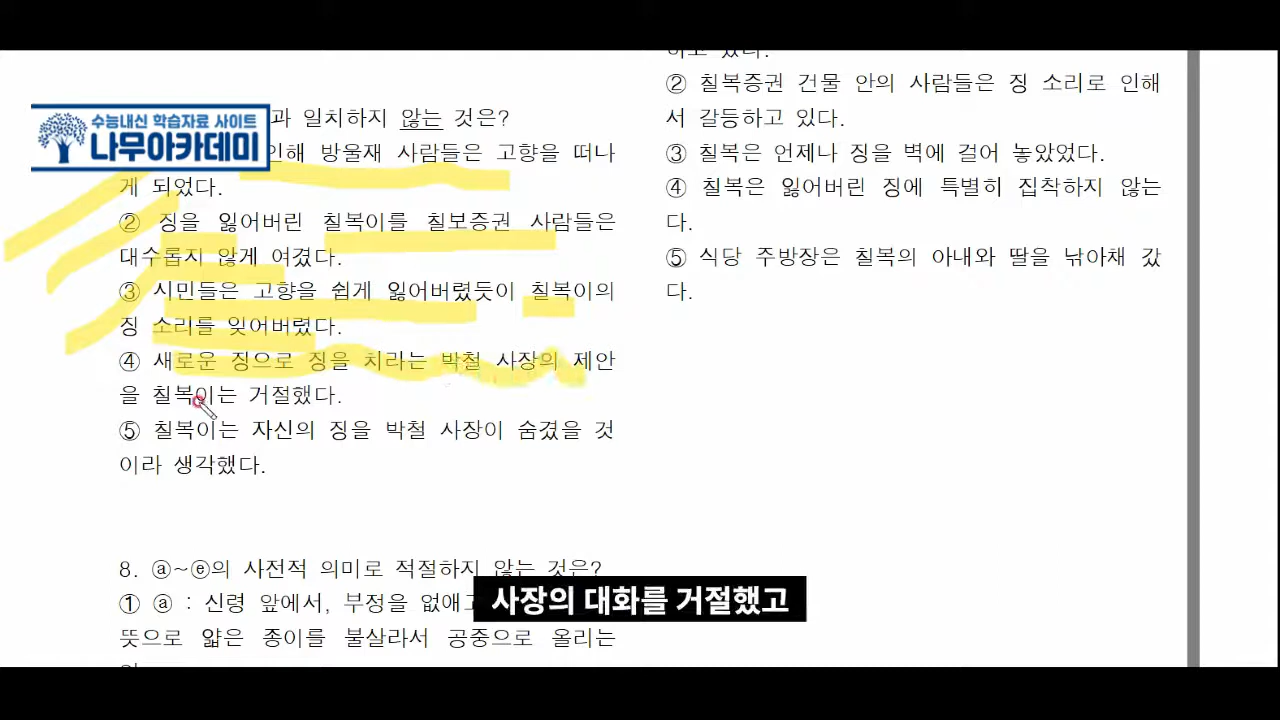 수능내신 학습자료 사이트
나무아카데미
과 일치하지 않는 것은?
인해 방울재 사람들은 고향을 떠나
게 되었다.
② 징을 잃어버린 칠복이를 칠보증권 사람들은
대수롭지 않게 여겼다.
③ 시민들은 고향을 쉽게 잃어버렸듯이 칠복이의
징 소리를 잊어버렸다.
④ 새로운 징으로 징을 치라는 박철 사장의 제안
을 칠복이는 거절했다.
⑤ 칠복이는 자신의 징을 박철 사장이 숨겼을 것
이라 생각했다.
8. ⓐ~ⓔ의 사전적 의미로 적절하지 않는 것은?
① ⓐ : 신령 앞에서, 부정을 없애고
뜻으로 얇은 종이를 불살라서 공중으로 올리는
하고 있다.
② 칠복증권 건물 안의 사람들은 징 소리로 인해
서 갈등하고 있다.
③ 칠복은 언제나 징을 벽에 걸어 놓았었다.
④ 칠복은 잃어버린 징에 특별히 집착하지 않는
다.
⑤ 식당 주방장은 칠복의 아내와 딸을 낚아채 갔
다.
사장의 대화를 거절했고